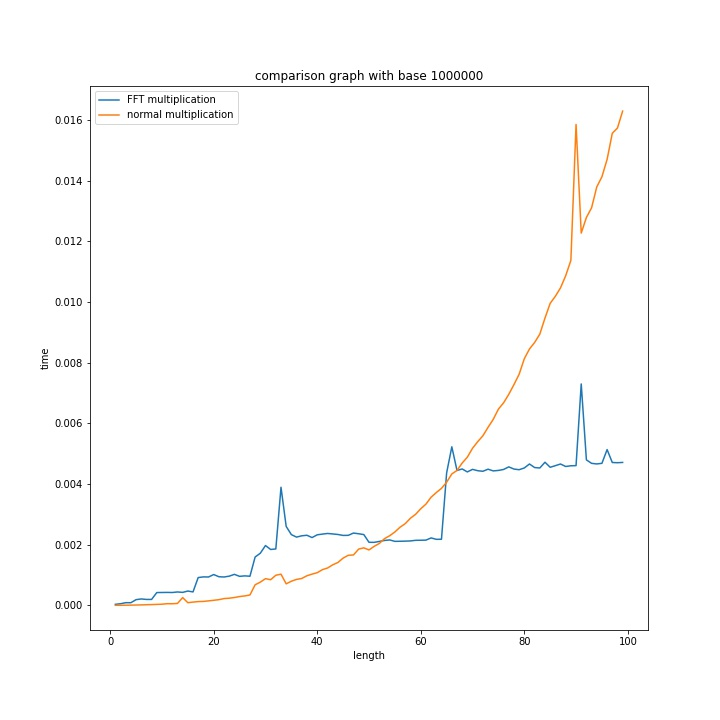 comparison graph with base 1000000
FFT multiplication
normal multiplication
0.016
0.014
0.012
0.010
0.008
0.006
0.004
0.002
0.000
time
0 20 40 60 80 100
length